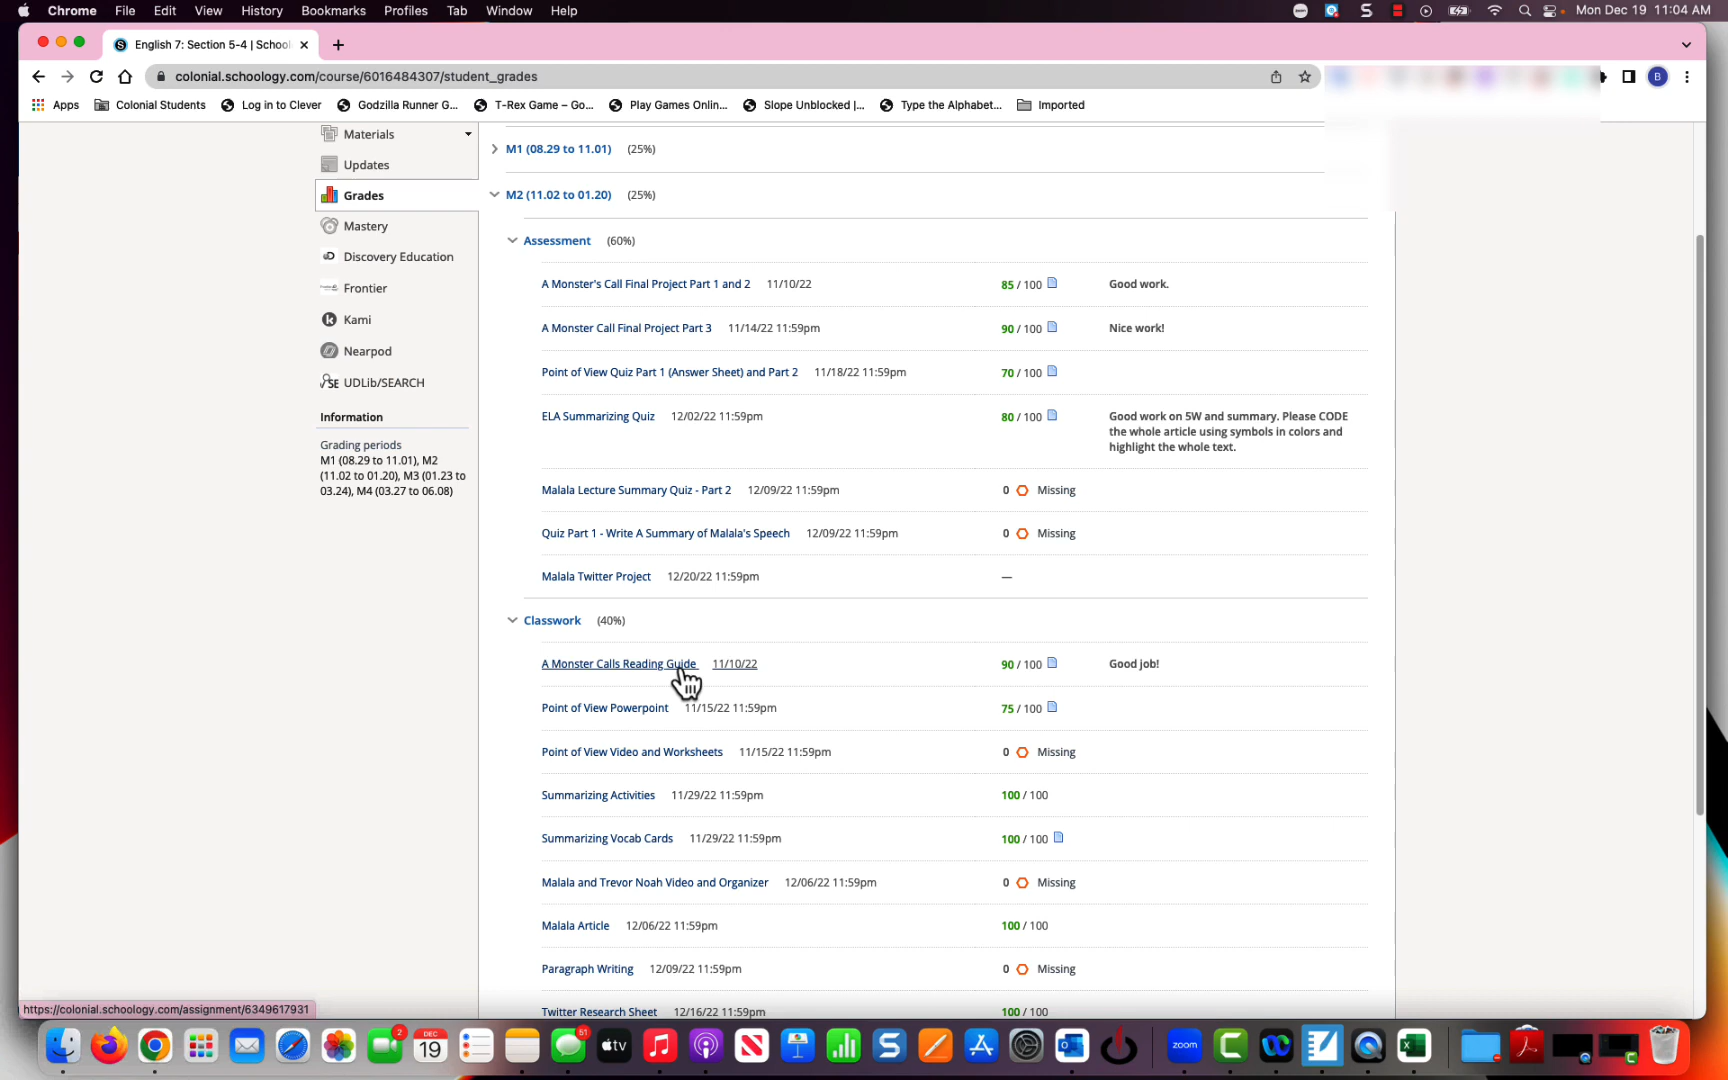 Chrome File Edit View History Bookmarks Profiles Tab Window Help Mon Dec 19 11:04 AM
English 7: Section 5-4 | School
colonial.schoology.com/course/6016484307/student_grades B
Apps Colonial Students Log in to Clever Godzilla Runner G... T-Rex Game – Go... Play Games Onlin... Slope Unblocked |... Type the Alphabet... Imported
Materials
Updates
Grades
Mastery
Discovery Education
Frontier
Kami
Nearpod
UDLib/SEARCH
Information
Grading periods
M1 (08.29 to 11.01), M2
(11.02 to 01.20), M3 (01.23 to
03.24), M4 (03.27 to 06.08)
M1 (08.29 to 11.01) (25%)
M2 (11.02 to 01.20) (25%)
Assessment (60%)
A Monster's Call Final Project Part 1 and 2 11/10/22 85 / 100 Good work.
A Monster Call Final Project Part 3 11/14/22 11:59pm 90 / 100 Nice work!
Point of View Quiz Part 1 (Answer Sheet) and Part 2 11/18/22 11:59pm 70 / 100
ELA Summarizing Quiz 12/02/22 11:59pm 80 / 100 Good work on 5W and summary. Please CODE
the whole article using symbols in colors and
highlight the whole text.
Malala Lecture Summary Quiz - Part 2 12/09/22 11:59pm 0 Missing
Quiz Part 1 - Write A Summary of Malala's Speech 12/09/22 11:59pm 0 Missing
Malala Twitter Project 12/20/22 11:59pm —
Classwork (40%)
A Monster Calls Reading Guide 11/10/22 90 / 100 Good job!
Point of View Powerpoint 11/15/22 11:59pm 75 / 100
Point of View Video and Worksheets 11/15/22 11:59pm 0 Missing
Summarizing Activities 11/29/22 11:59pm 100 / 100
Summarizing Vocab Cards 11/29/22 11:59pm 100 / 100
Malala and Trevor Noah Video and Organizer 12/06/22 11:59pm 0 Missing
Malala Article 12/06/22 11:59pm 100 / 100
Paragraph Writing 12/09/22 11:59pm 0 Missing
Twitter Research Sheet 12/16/22 11:59pm 100 / 100
https://colonial.schoology.com/assignment/6349617931
2 DEC 19 51 tv zoom